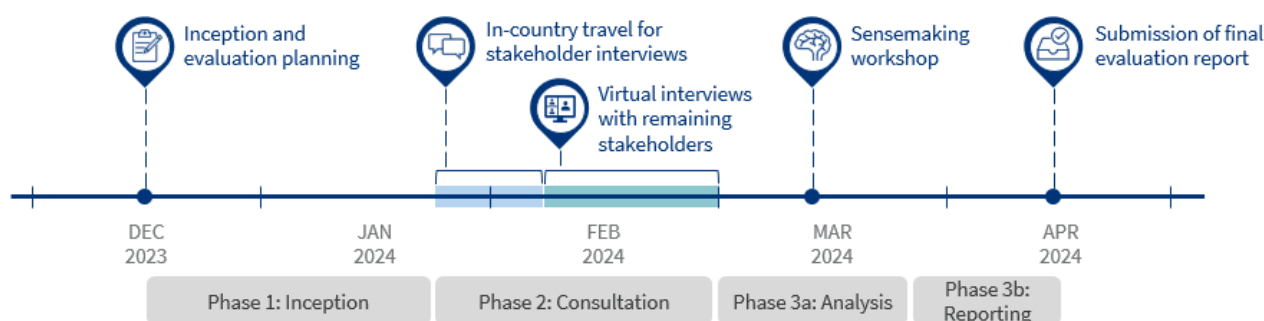 Inception and
evaluation planning
In-country travel for
stakeholder interviews
Virtual interviews
with remaining
stakeholders
Sensemaking
workshop
Submission of final
evaluation report
DEC
2023
JAN
2024
FEB
2024
MAR
2024
APR
2024
Phase 1: Inception
Phase 2: Consultation
Phase 3a: Analysis
Phase 3b:
Reporting